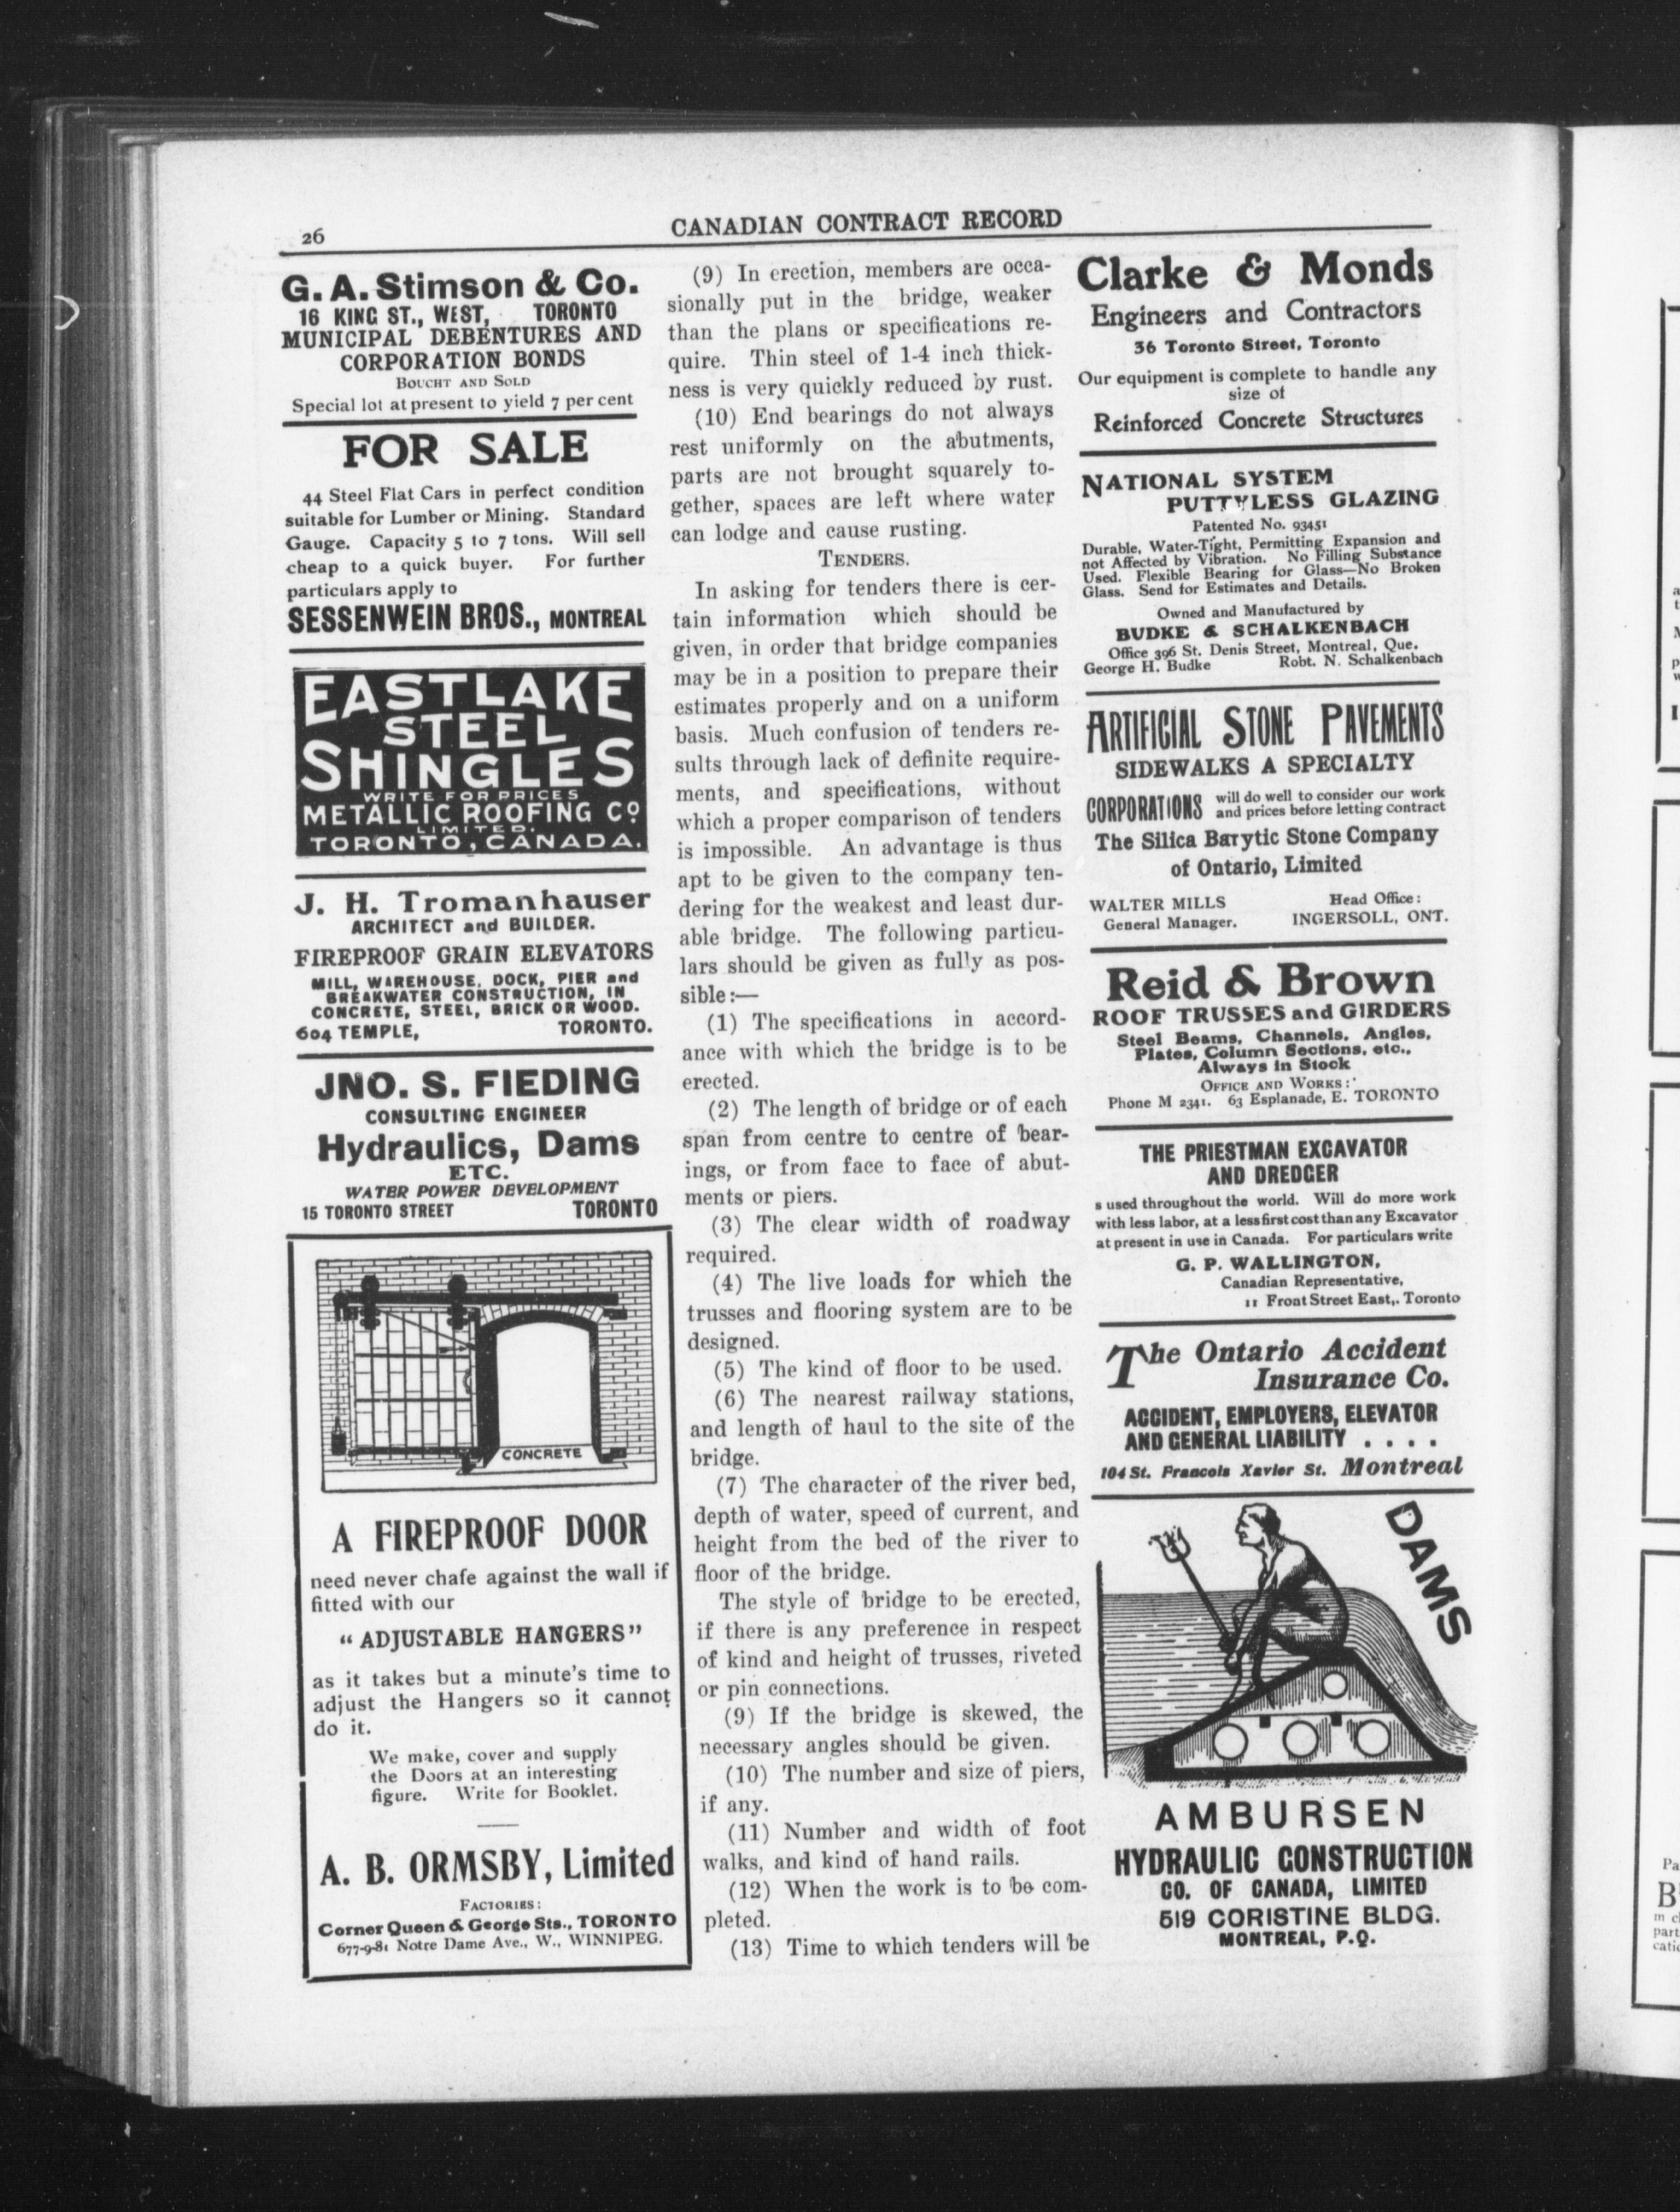 26
CANADIAN CONTRACT RECORD
G. A. Stimson & Co.
16 KING ST., WEST, TORONTO
MUNICIPAL DEBENTURES AND
CORPORATION BONDS
BOUGHT AND SOLD
Special lot at present to yield 7 per cent
FOR SALE
44 Steel Flat Cars in perfect condition
suitable for Lumber or Mining. Standard
Gauge. Capacity 5 to 7 tons. Will sell
cheap to a quick buyer. For further
particulars apply to
SESSENWEIN BROS., MONTREAL
EASTLAKE
STEEL
SHINGLES
WRITE FOR PRICES
METALLIC ROOFING Co
LIMITED.
TORONTO, CANADA.
J. H. Tromanhauser
ARCHITECT and BUILDER.
FIREPROOF GRAIN ELEVATORS
MILL, WAREHOUSE, DOCK, PIER and
BREAKWATER CONSTRUCTION, IN
CONCRETE, STEEL, BRICK OR WOOD.
604 TEMPLE, TORONTO.
JNO. S. FIEDING
CONSULTING ENGINEER
Hydraulics, Dams
ETC.
WATER POWER DEVELOPMENT
15 TORONTO STREET TORONTO
CONCRETE
A FIREPROOF DOOR
need never chafe against the wall if
fitted with our
"ADJUSTABLE HANGERS"
as it takes but a minute's time to
adjust the Hangers so it cannot
do it.
We make, cover and supply
the Doors at an interesting
figure. Write for Booklet.
A. B. ORMSBY, Limited
FACTORIES:
Corner Queen & George Sts., TORONTO
677-9-81 Notre Dame Ave., W., WINNIPEG.
(9) In erection, members are occa-
sionally put in the bridge, weaker
than the plans or specifications re-
quire. Thin steel of 1-4 inch thick-
ness is very quickly reduced by rust.
(10) End bearings do not always
rest uniformly on the abutments,
parts are not brought squarely to-
gether, spaces are left where water
can lodge and cause rusting.
TENDERS.
In asking for tenders there is cer-
tain information which should be
given, in order that bridge companies
may be in a position to prepare their
estimates properly and on a uniform
basis. Much confusion of tenders re-
sults through lack of definite require-
ments, and specifications, without
which a proper comparison of tenders
is impossible. An advantage is thus
apt to be given to the company ten-
dering for the weakest and least dur-
able bridge. The following particu-
lars should be given as fully as pos-
sible:—
(1) The specifications in accord-
ance with which the bridge is to be
erected.
(2) The length of bridge or of each
span from centre to centre of bear-
ings, or from face to face of abut-
ments or piers.
(3) The clear width of roadway
required.
(4) The live loads for which the
trusses and flooring system are to be
designed.
(5) The kind of floor to be used.
(6) The nearest railway stations,
and length of haul to the site of the
bridge.
(7) The character of the river bed,
depth of water, speed of current, and
height from the bed of the river to
floor of the bridge.
The style of bridge to be erected,
if there is any preference in respect
of kind and height of trusses, riveted
or pin connections.
(9) If the bridge is skewed, the
necessary angles should be given.
(10) The number and size of piers,
if any.
(11) Number and width of foot
walks, and kind of hand rails.
(12) When the work is to be com-
pleted.
(13) Time to which tenders will be
Clarke & Monds
Engineers and Contractors
36 Toronto Street, Toronto
Our equipment is complete to handle any
size of
Reinforced Concrete Structures
NATIONAL SYSTEM
PUTTYLESS GLAZING
Patented No. 93451
Durable, Water-Tight, Permitting Expansion and
not Affected by Vibration. No Filling Substance
Used. Flexible Bearing for Glass—No Broken
Glass. Send for Estimates and Details.
Owned and Manufactured by
BUDKE & SCHALKENBACH
Office 396 St. Denis Street, Montreal, Que.
George H. Budke Robt. N. Schalkenbach
ARTIFICIAL STONE PAVEMENTS
SIDEWALKS A SPECIALTY
CORPORATIONS will do well to consider our work
and prices before letting contract
The Silica Barytic Stone Company
of Ontario, Limited
WALTER MILLS Head Office:
General Manager. INGERSOLL, ONT.
Reid & Brown
ROOF TRUSSES and GIRDERS
Steel Beams, Channels, Angles,
Plates, Column Sections, etc.,
Always in Stock
OFFICE AND WORKS:
Phone M 2341. 63 Esplanade, E. TORONTO
THE PRIESTMAN EXCAVATOR
AND DREDGER
s used throughout the world. Will do more work
with less labor, at a less first cost than any Excavator
at present in use in Canada. For particulars write
G. P. WALLINGTON,
Canadian Representative,
11 Front Street East,. Toronto
The Ontario Accident
Insurance Co.
ACCIDENT, EMPLOYERS, ELEVATOR
AND GENERAL LIABILITY . . . .
104 St. Francois Xavier St. Montreal
DAMS
AMBURSEN
HYDRAULIC CONSTRUCTION
CO. OF CANADA, LIMITED
519 CORISTINE BLDG.
MONTREAL, P.Q.